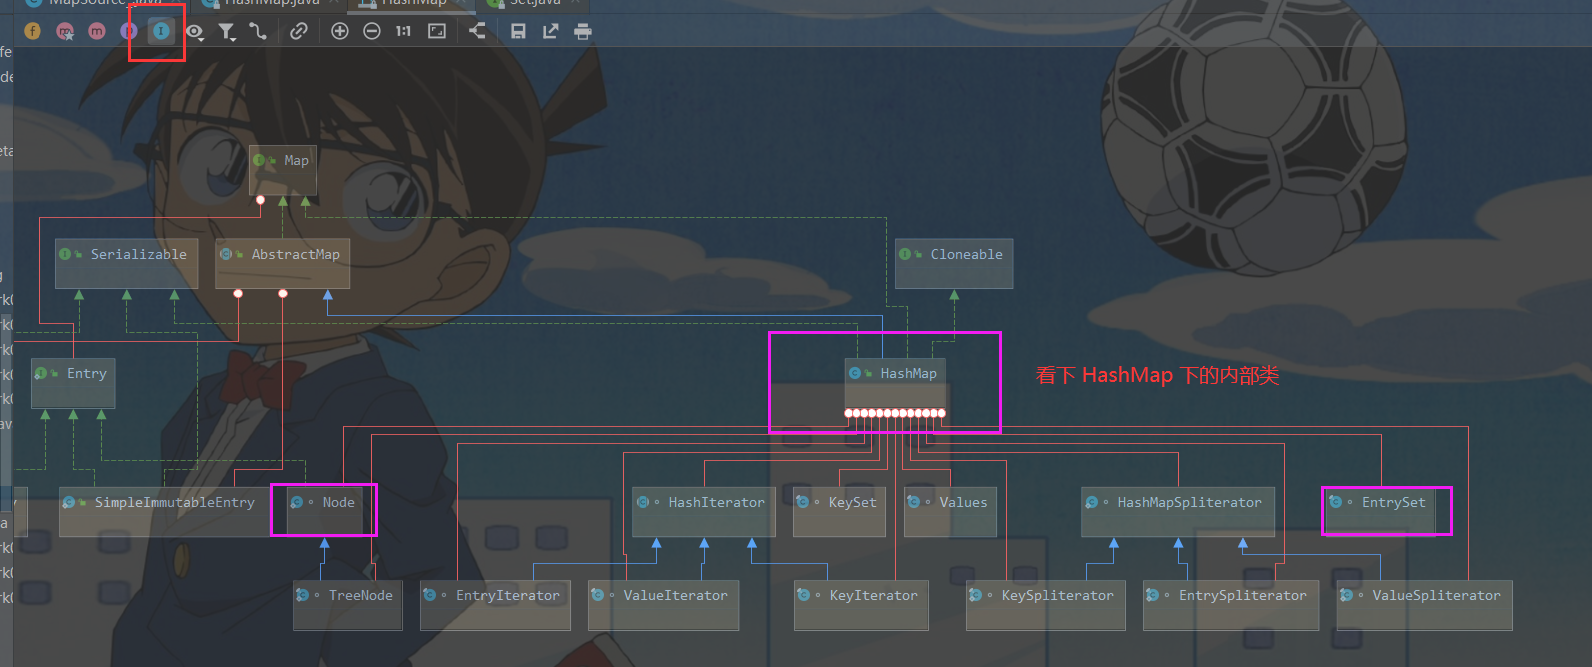 MapSource.java
HashMap.java
HashMap
Set.java
f
m
m
p
I
1:1
Map
Serializable
AbstractMap
Cloneable
Entry
HashMap
看下 HashMap 下的内部类
SimpleImmutableEntry
Node
HashIterator
KeySet
Values
HashMapSpliterator
EntrySet
TreeNode
EntryIterator
ValueIterator
KeyIterator
KeySpliterator
EntrySpliterator
ValueSpliterator